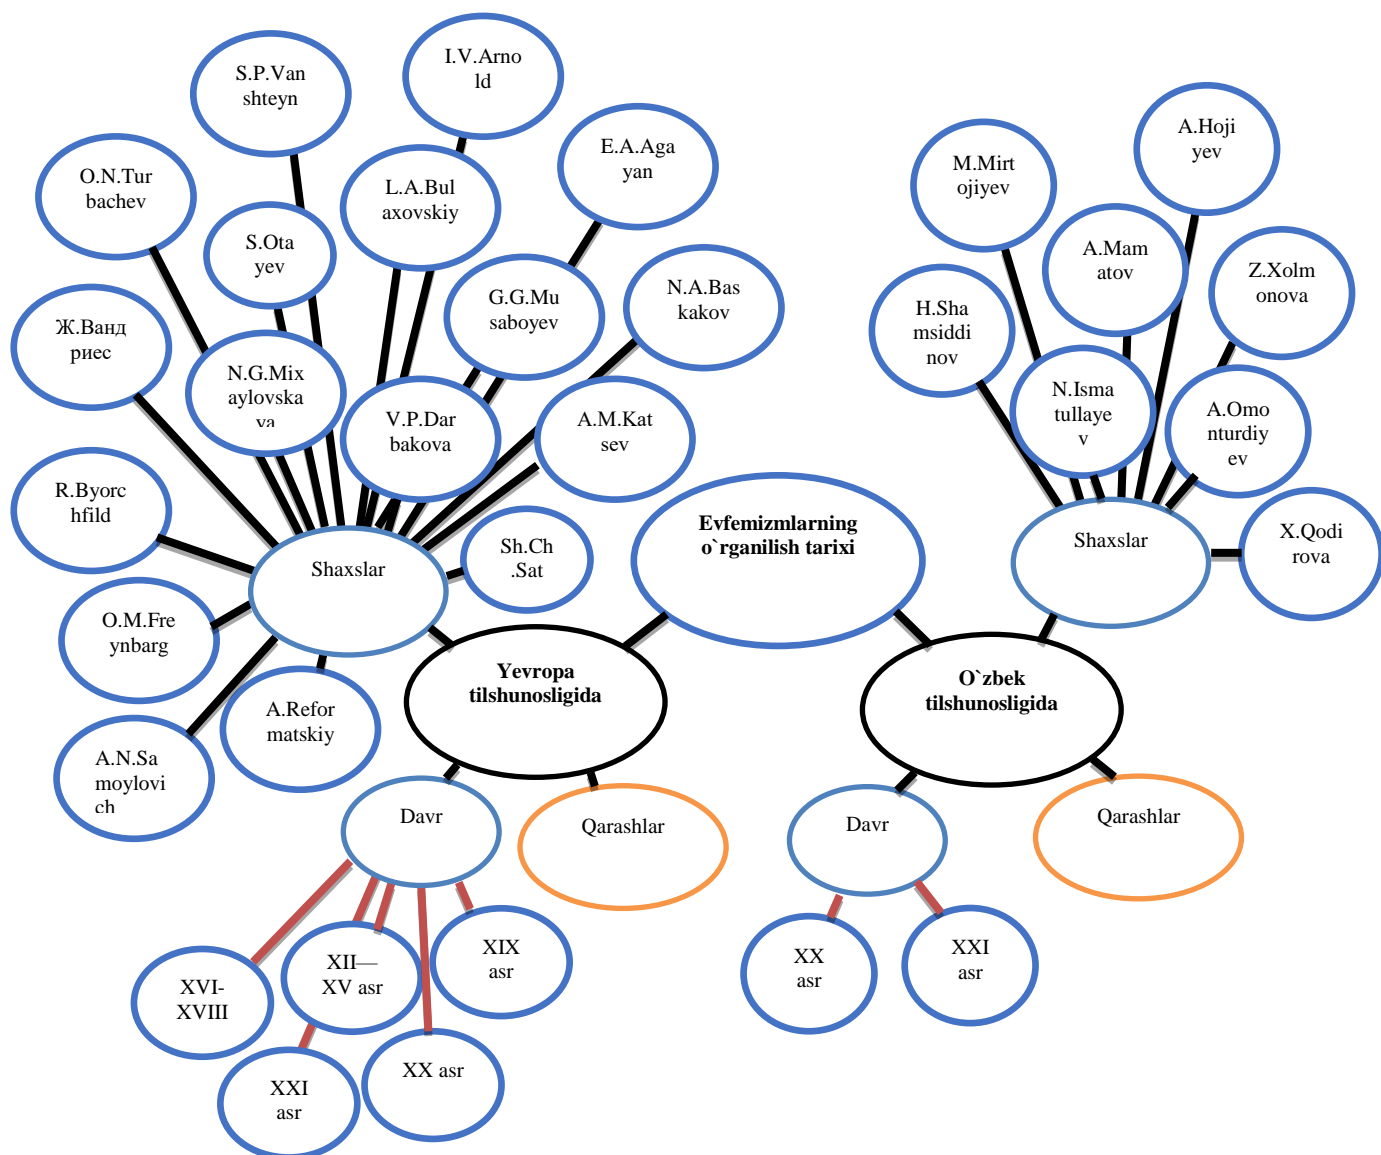 I.V.Arno
ld
S.P.Van
shteyn
E.A.Aga
yan
A.Hoji
yev
M.Mirt
ojiyev
O.N.Tur
bachev
L.A.Bul
axovskiy
S.Ota
yev
A.Mam
atov
Z.Xolm
onova
G.G.Mu
saboyev
N.A.Bas
kakov
H.Sha
msiddi
nov
Ж.Ванд
риес
N.G.Mix
aylovska
ya
V.P.Dar
bakova
A.M.Kat
sev
N.Isma
tullaye
v
A.Omo
nturdiy
ev
R.Byorc
hfild
Evfemizmlarning
o`rganilish tarixi
X.Qodi
rova
Shaxslar
Sh.Ch
.Sat
Shaxslar
O.M.Fre
ynbarg
Yevropa
tilshunosligida
O`zbek
tilshunosligida
A.Refor
matskiy
A.N.Sa
moylovi
ch
Davr
Qarashlar
Davr
Qarashlar
XVI-
XVIII
XII—
XV asr
XIX
asr
XX
asr
XXI
asr
XXI
asr
XX asr